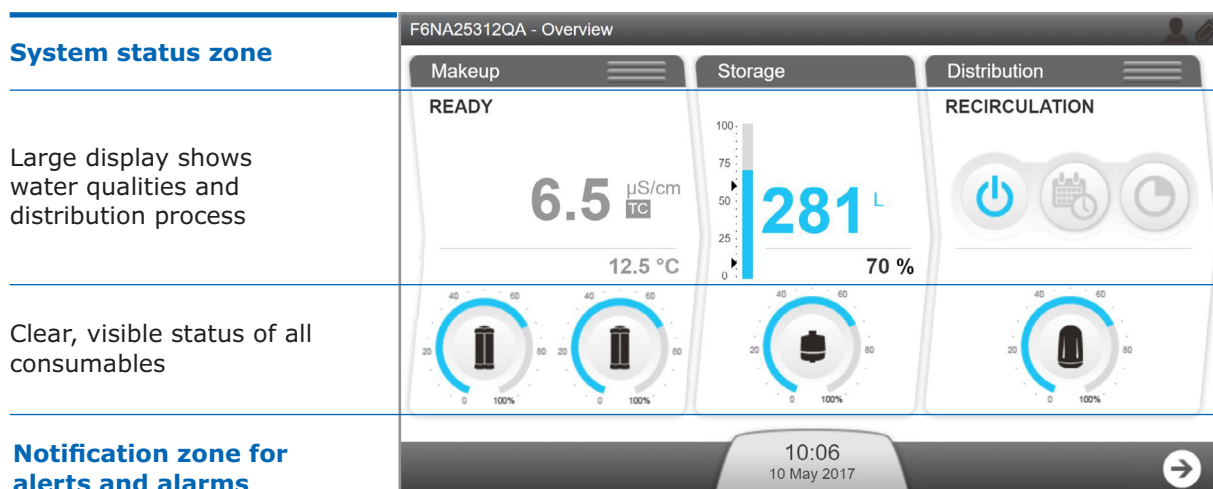 System status zone
Large display shows
water qualities and
distribution process
Clear, visible status of all
consumables
Notification zone for
alerts and alarms
F6NA25312QA - Overview
Makeup
READY
6.5 µS/cm
TC
12.5 °C
Storage
100
75
50
25
0
281 L
70 %
Distribution
RECIRCULATION
40 60
20 80
0 100%
40 60
20 80
0 100%
40 60
20 80
0 100%
40 60
20 80
0 100%
10:06
10 May 2017